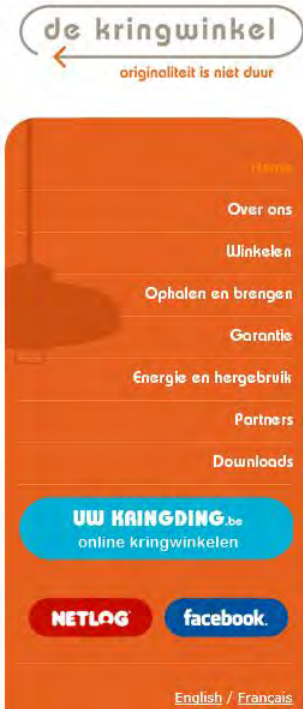 de kringwinkel
originaliteit is niet duur
Home
Over ons
Winkelen
Ophalen en brengen
Garantie
Energie en hergebruik
Partners
Downloads
UW KRINGDING.be
online kringwinkelen
NETLOG facebook.
English / Français